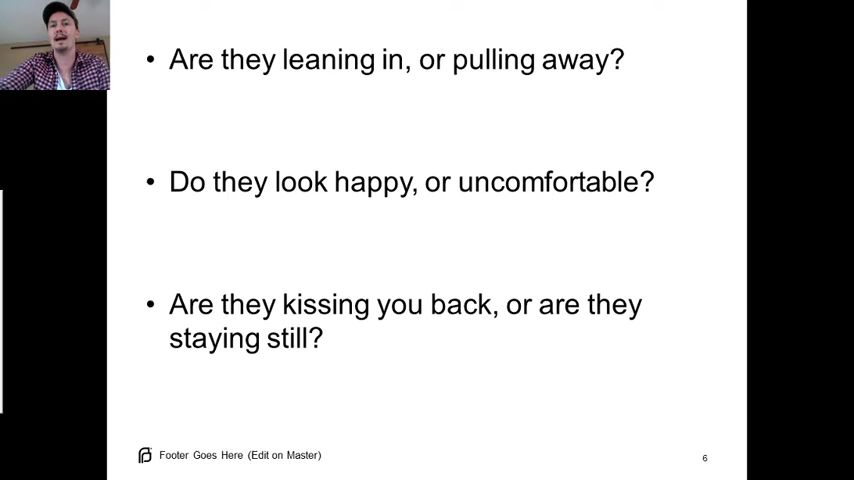 • Are they leaning in, or pulling away?
• Do they look happy, or uncomfortable?
• Are they kissing you back, or are they
staying still?
Footer Goes Here (Edit on Master)
6